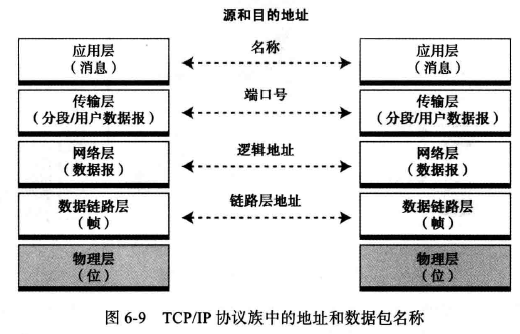 源和目的地址
应用层
（消息）
名称
应用层
（消息）
传输层
（分段/用户数据报）
端口号
传输层
（分段/用户数据报）
网络层
（数据报）
逻辑地址
网络层
（数据报）
数据链路层
（帧）
链路层地址
数据链路层
（帧）
物理层
（位）
物理层
（位）
图 6-9 TCP/IP 协议族中的地址和数据包名称